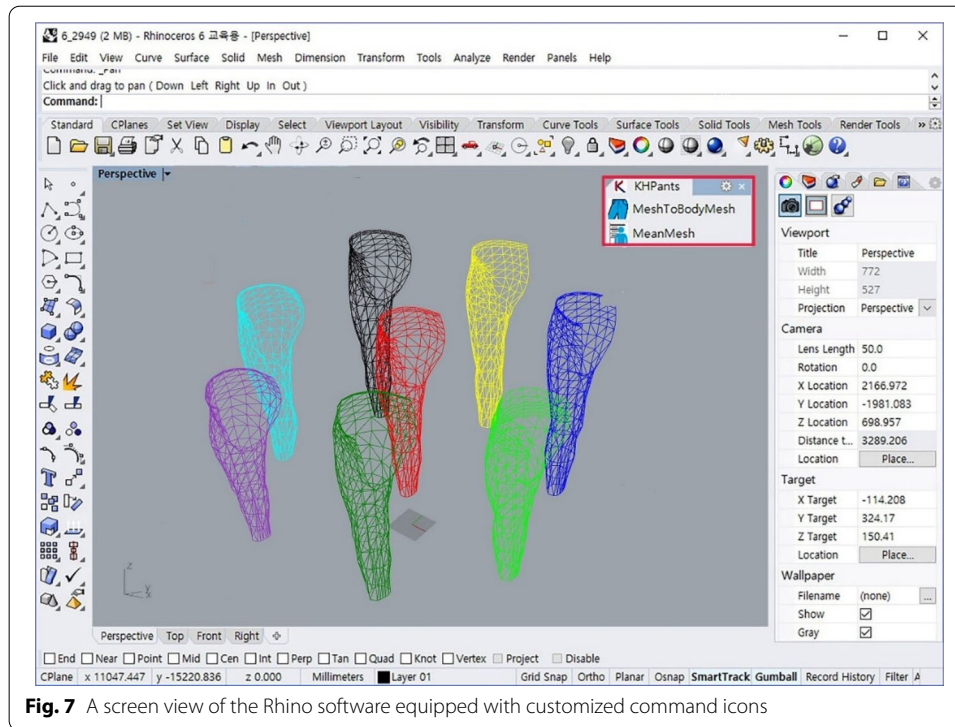 6_2949 (2 MB) - Rhinoceros 6 교육용 - [Perspective]
File Edit View Curve Surface Solid Mesh Dimension Transform Tools Analyze Render Panels Help
Command: _Pan
Click and drag to pan ( Down Left Right Up In Out )
Command:
Standard CPlanes Set View Display Select Viewport Layout Visibility Transform Curve Tools Surface Tools Solid Tools Mesh Tools Render Tools »
Perspective
KHPants
MeshToBodyMesh
MeanMesh
Viewport
Title Perspective
Width 772
Height 527
Projection Perspective
Camera
Lens Length 50.0
Rotation 0.0
X Location 2166.972
Y Location -1981.083
Z Location 698.957
Distance t... 3289.206
Location Place...
Target
X Target -114.208
Y Target 324.17
Z Target 150.41
Location Place...
Wallpaper
Filename (none) ...
Show
Gray
z
y
x
Perspective Top Front Right
End Near Point Mid Cen Int Perp Tan Quad Knot Vertex Project Disable
CPlane x 11047.447 y -15220.836 z 0.000 Millimeters Layer 01 Grid Snap Ortho Planar Osnap SmartTrack Gumball Record History Filter A
Fig. 7 A screen view of the Rhino software equipped with customized command icons